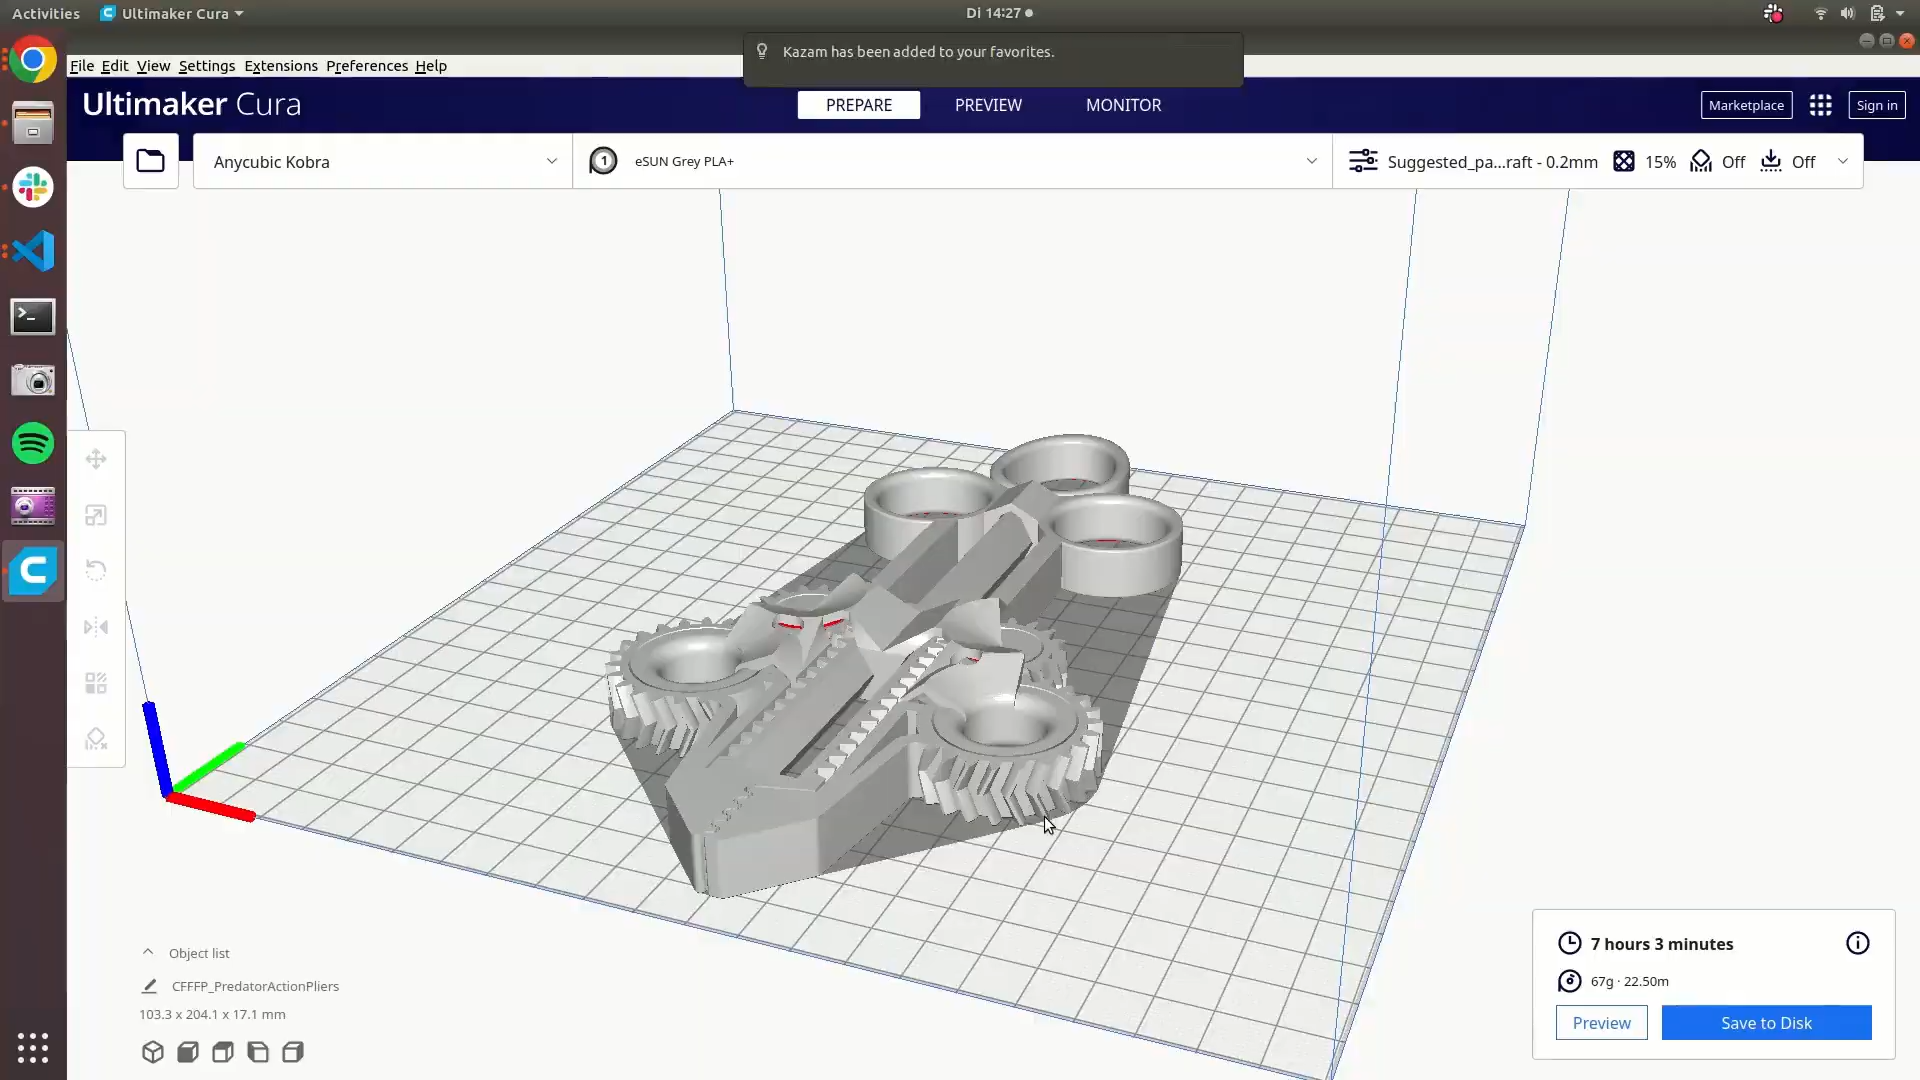 Activities
Ultimaker Cura
Di 14:27
Kazam has been added to your favorites.
File Edit View Settings Extensions Preferences Help
Ultimaker Cura
PREPARE
PREVIEW
MONITOR
Marketplace
Sign in
Anycubic Kobra
1
eSUN Grey PLA+
Suggested_pa...raft - 0.2mm
15%
Off
Off
Object list
CFFFP_PredatorActionPliers
103.3 x 204.1 x 17.1 mm
7 hours 3 minutes
67g · 22.50m
Preview
Save to Disk